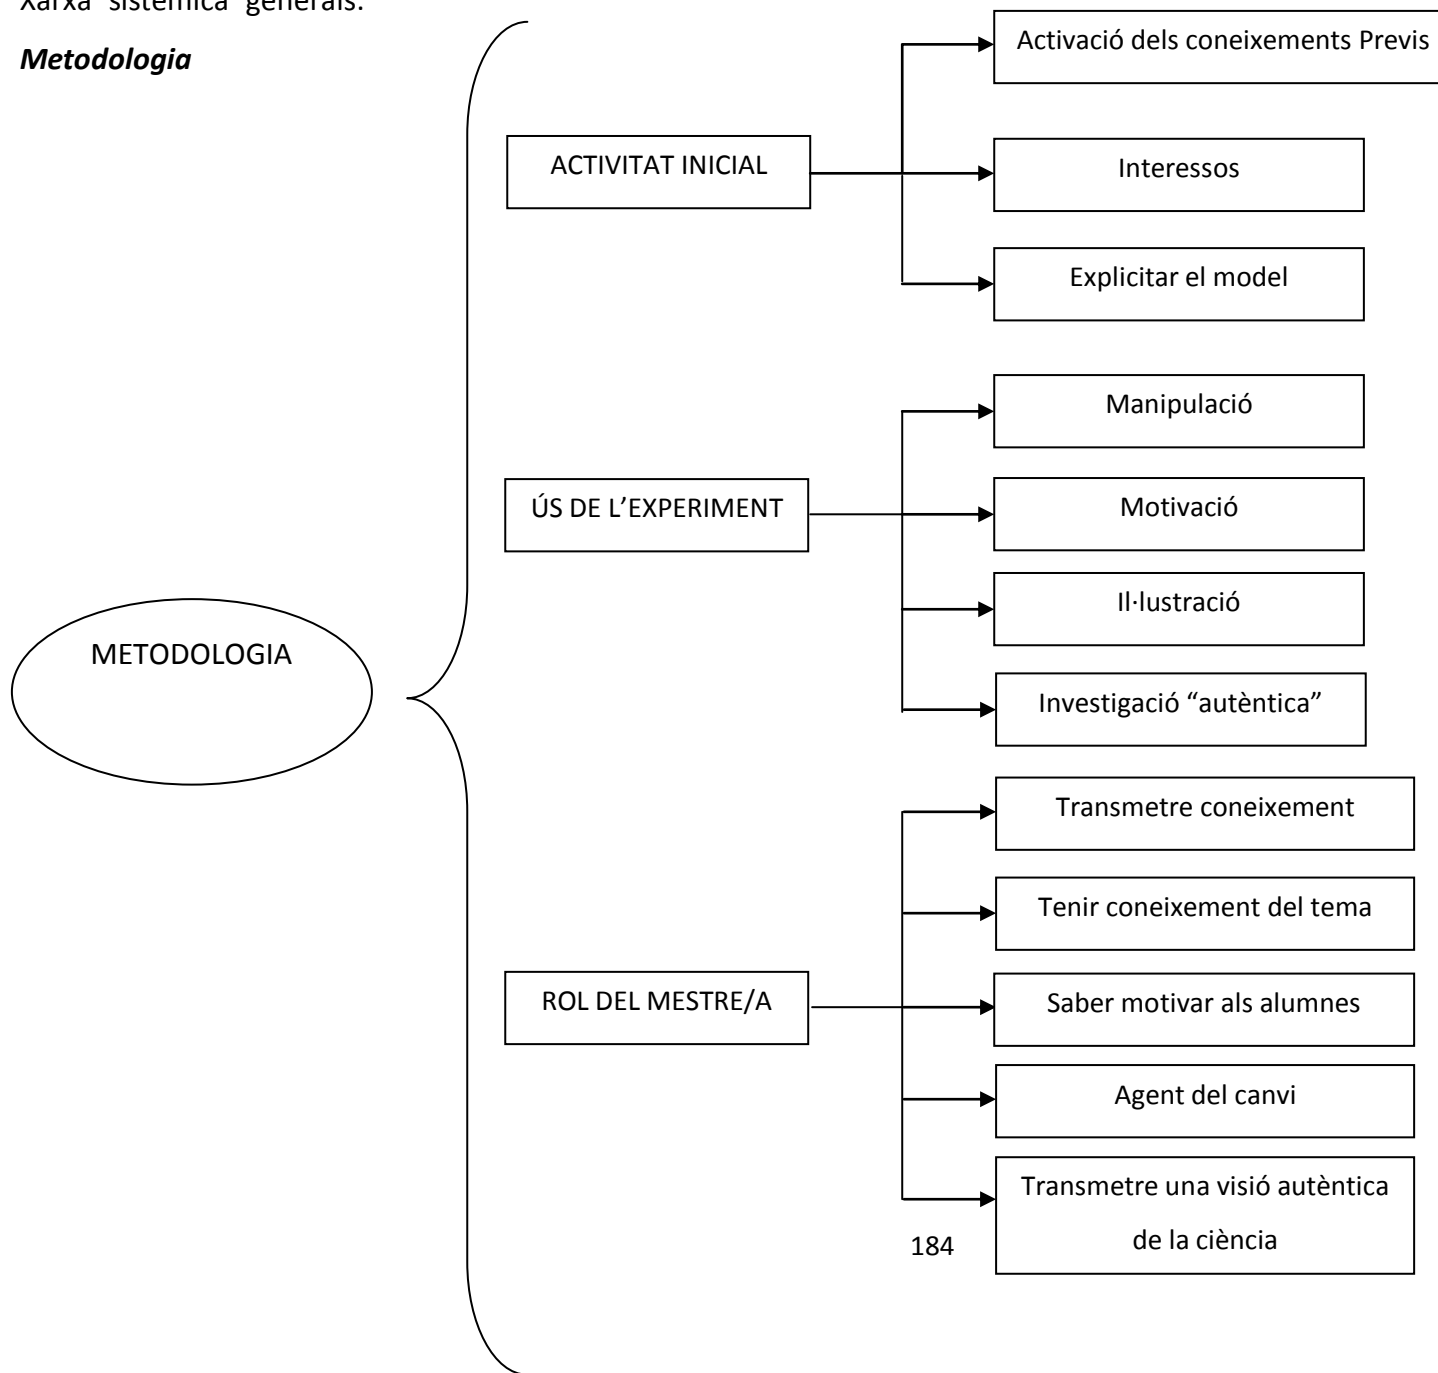 Xarxa sistèmica generals:
Metodologia
METODOLOGIA
ACTIVITAT INICIAL
Activació dels coneixements Previs
Interessos
Explicitar el model
ÚS DE L’EXPERIMENT
Manipulació
Motivació
Il·lustració
Investigació “autèntica”
ROL DEL MESTRE/A
Transmetre coneixement
Tenir coneixement del tema
Saber motivar als alumnes
Agent del canvi
Transmetre una visió autèntica
de la ciència
184